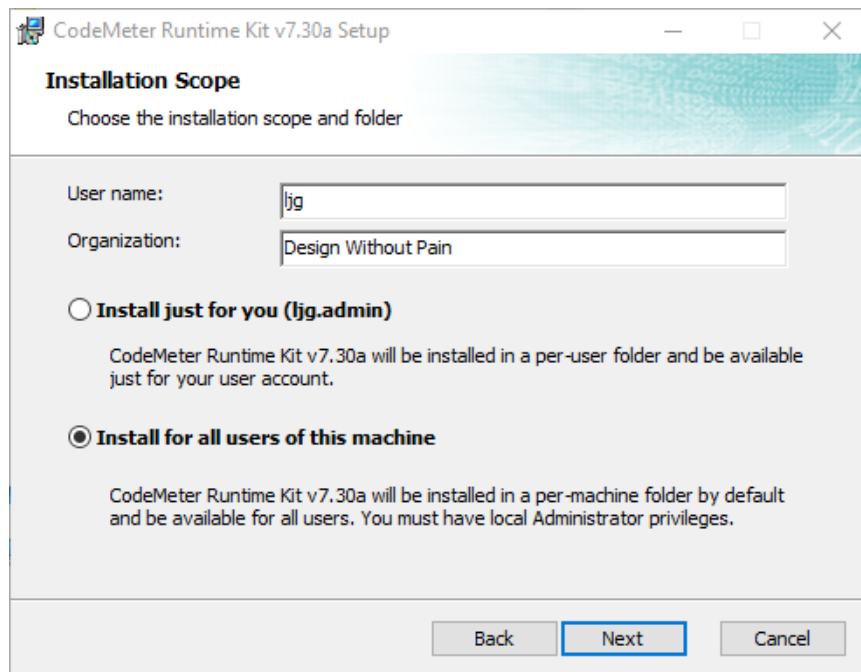 CodeMeter Runtime Kit v7.30a Setup
Installation Scope
Choose the installation scope and folder
User name:
ljg
Organization:
Design Without Pain
Install just for you (ljg.admin)
CodeMeter Runtime Kit v7.30a will be installed in a per-user folder and be available
just for your user account.
Install for all users of this machine
CodeMeter Runtime Kit v7.30a will be installed in a per-machine folder by default
and be available for all users. You must have local Administrator privileges.
Back Next Cancel